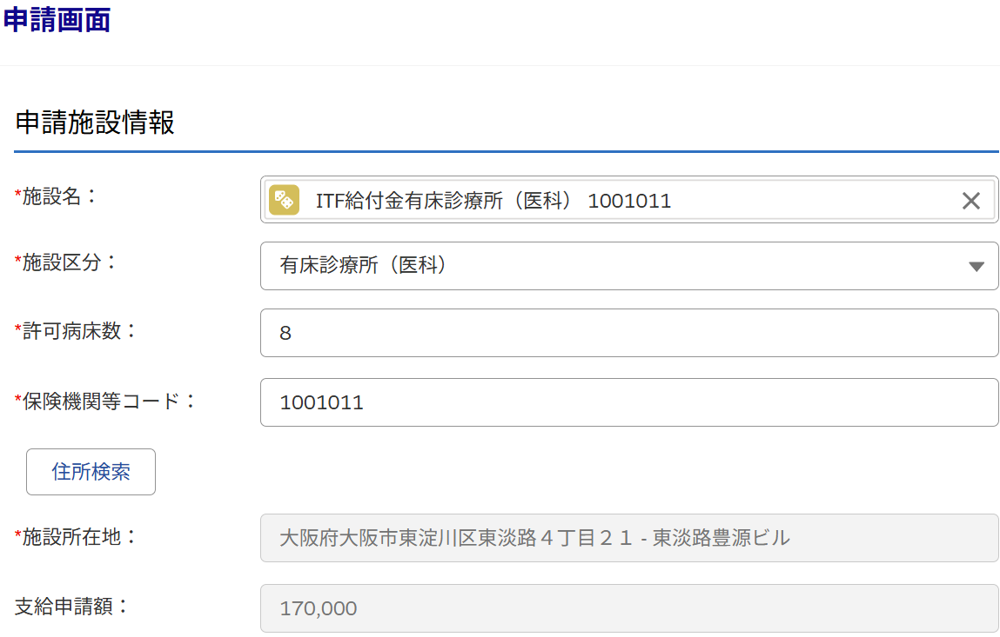 申請画面
申請施設情報
*施設名： ITF給付金有床診療所（医科） 1001011
*施設区分： 有床診療所（医科）
*許可病床数： 8
*保険機関等コード： 1001011
住所検索
*施設所在地： 大阪府大阪市東淀川区東淡路４丁目２１ - 東淡路豊源ビル
支給申請額： 170,000